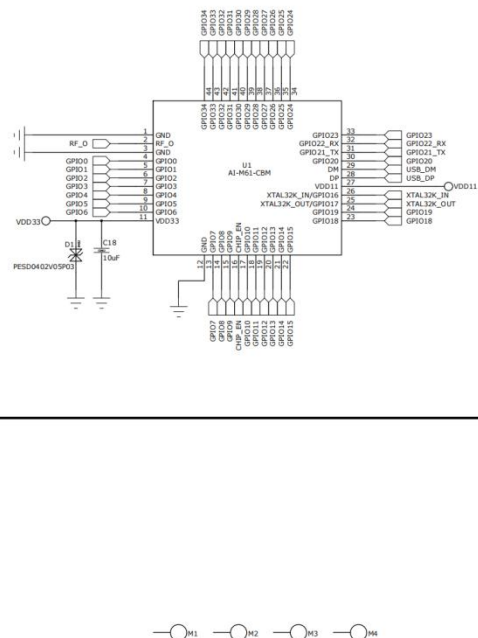 GPIO34
GPIO33
GPIO32
GPIO31
GPIO30
GPIO29
GPIO28
GPIO27
GPIO26
GPIO25
GPIO24
44
43
42
41
40
39
38
37
36
35
34
GPIO34
GPIO33
GPIO32
GPIO31
GPIO30
GPIO29
GPIO28
GPIO27
GPIO26
GPIO25
GPIO24
U1
AI-M61-CBM
1 GND
RF_O 2 RF_O
3 GND
GPIO0 4 GPIO0
GPIO1 5 GPIO1
GPIO2 6 GPIO2
GPIO3 7 GPIO3
GPIO4 8 GPIO4
GPIO5 9 GPIO5
GPIO6 10 GPIO6
VDD33 11 VDD33
GPIO23 33 GPIO23
GPIO22_RX 32 GPIO22_RX
GPIO21_TX 31 GPIO21_TX
GPIO20 30 GPIO20
DM 29 USB_DM
DP 28 USB_DP
VDD11 27 VDD11
XTAL32K_IN/GPIO16 26 XTAL32K_IN
XTAL32K_OUT/GPIO17 25 XTAL32K_OUT
GPIO19 24 GPIO19
GPIO18 23 GPIO18
D1
PESD0402V05P03
C18
10uF
GND
GPIO7
GPIO8
GPIO9
CHIP_EN
GPIO10
GPIO11
GPIO12
GPIO13
GPIO14
GPIO15
12
13
14
15
16
17
18
19
20
21
22
GPIO7
GPIO8
GPIO9
CHIP_EN
GPIO10
GPIO11
GPIO12
GPIO13
GPIO14
GPIO15
M1 M2 M3 M4